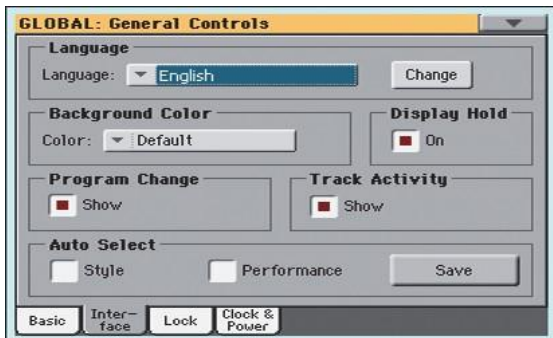 GLOBAL: General Controls
Language
Language: English Change
Background Color Display Hold
Color: Default On
Program Change Track Activity
Show Show
Auto Select
Style Performance Save
Basic Inter-face Lock Clock & Power